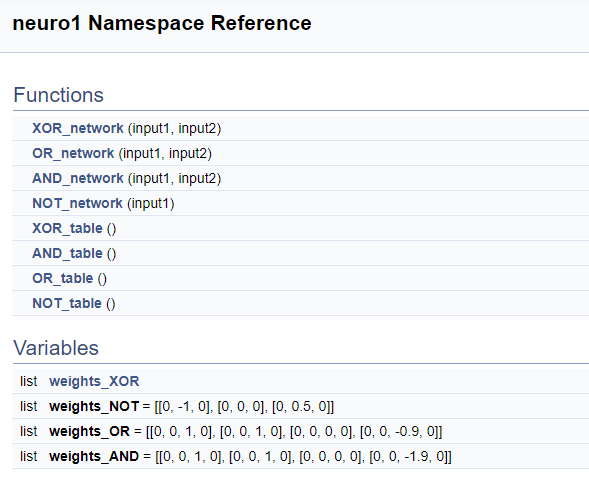 neuro1 Namespace Reference
Functions
XOR_network (input1, input2)
OR_network (input1, input2)
AND_network (input1, input2)
NOT_network (input1)
XOR_table ()
AND_table ()
OR_table ()
NOT_table ()
Variables
list weights_XOR
list weights_NOT = [[0, -1, 0], [0, 0, 0], [0, 0.5, 0]]
list weights_OR = [[0, 0, 1, 0], [0, 0, 1, 0], [0, 0, 0, 0], [0, 0, -0.9, 0]]
list weights_AND = [[0, 0, 1, 0], [0, 0, 1, 0], [0, 0, 0, 0], [0, 0, -1.9, 0]]